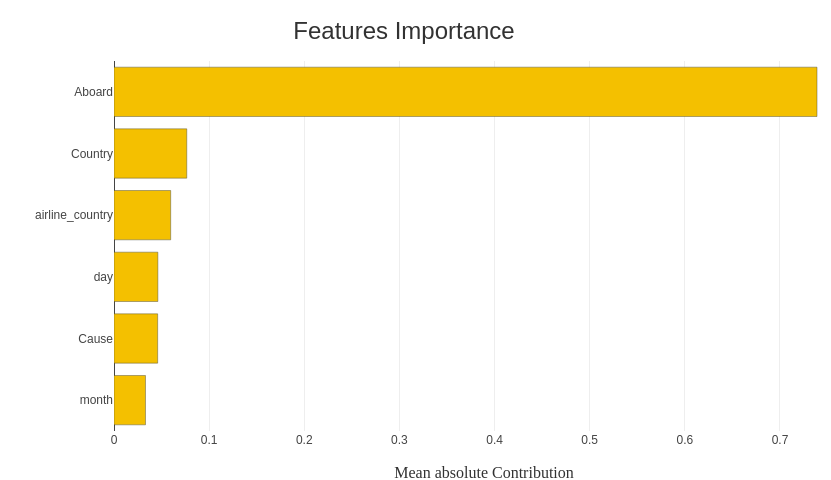 Features Importance
Aboard
Country
airline_country
day
Cause
month
0 0.1 0.2 0.3 0.4 0.5 0.6 0.7
Mean absolute Contribution